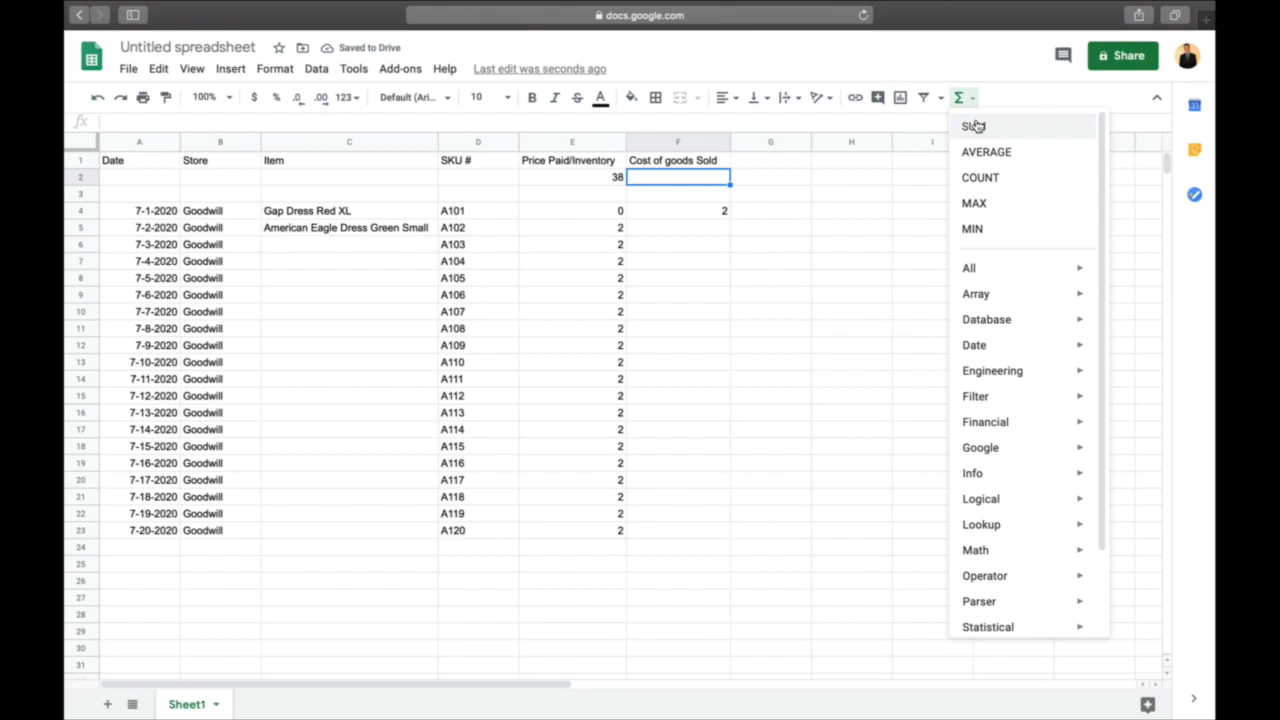 docs.google.com
Untitled spreadsheet
Saved to Drive
File Edit View Insert Format Data Tools Add-ons Help Last edit was seconds ago
Share
100% $ % .0 .00 123 Default (Ari... 10 B I S A Σ
fx
A B C D E F G H I
1 Date Store Item SKU # Price Paid/Inventory Cost of goods Sold
2 38
3
4 7-1-2020 Goodwill Gap Dress Red XL A101 0 2
5 7-2-2020 Goodwill American Eagle Dress Green Small A102 2
6 7-3-2020 Goodwill A103 2
7 7-4-2020 Goodwill A104 2
8 7-5-2020 Goodwill A105 2
9 7-6-2020 Goodwill A106 2
10 7-7-2020 Goodwill A107 2
11 7-8-2020 Goodwill A108 2
12 7-9-2020 Goodwill A109 2
13 7-10-2020 Goodwill A110 2
14 7-11-2020 Goodwill A111 2
15 7-12-2020 Goodwill A112 2
16 7-13-2020 Goodwill A113 2
17 7-14-2020 Goodwill A114 2
18 7-15-2020 Goodwill A115 2
19 7-16-2020 Goodwill A116 2
20 7-17-2020 Goodwill A117 2
21 7-18-2020 Goodwill A118 2
22 7-19-2020 Goodwill A119 2
23 7-20-2020 Goodwill A120 2
24
25
26
27
28
29
30
31
SUM
AVERAGE
COUNT
MAX
MIN
All
Array
Database
Date
Engineering
Filter
Financial
Google
Info
Logical
Lookup
Math
Operator
Parser
Statistical
Sheet1